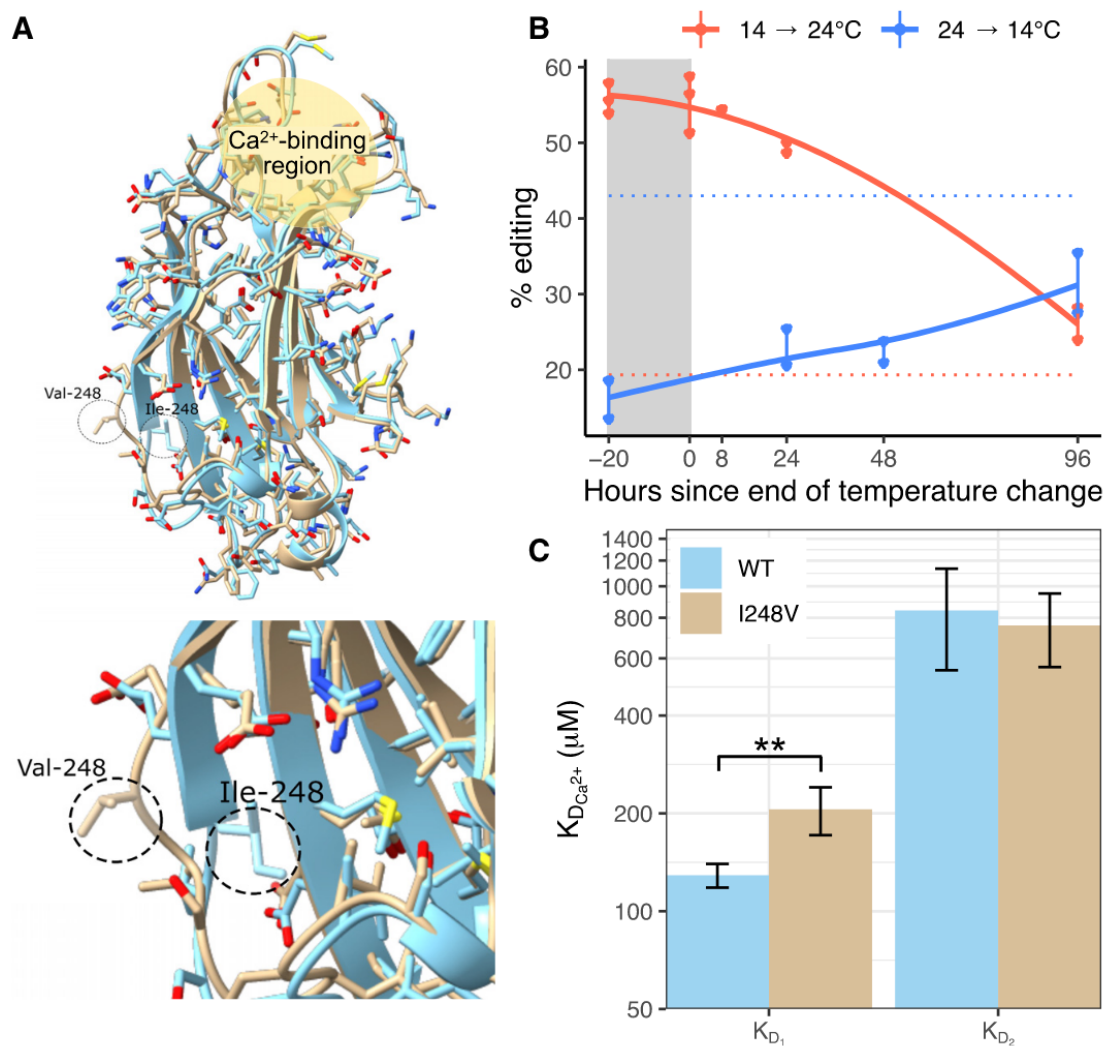 A
Ca²⁺-binding
region
Val-248
Ile-248
Val-248
Ile-248
B
14 → 24°C
24 → 14°C
% editing
60
50
40
30
20
−20 0 8 24 48 96
Hours since end of temperature change
C
WT
I248V
**
K_D_Ca²⁺ (μM)
1400
1200
1000
800
600
400
200
100
50
K_D₁ K_D₂